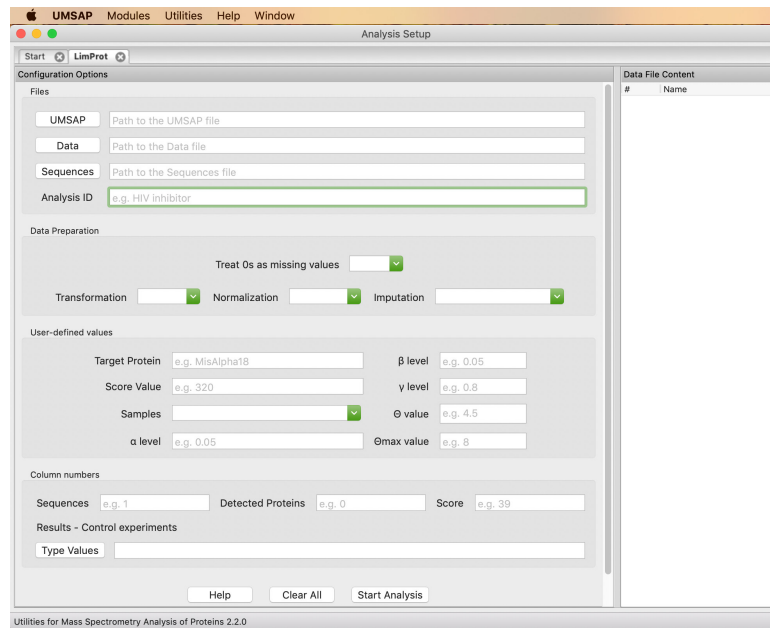 UMSAP Modules Utilities Help Window
Analysis Setup
Start LimProt
Configuration Options
Data File Content
Files
# Name
UMSAP Path to the UMSAP file
Data Path to the Data file
Sequences Path to the Sequences file
Analysis ID e.g. HIV inhibitor
Data Preparation
Treat 0s as missing values
Transformation Normalization Imputation
User-defined values
Target Protein e.g. MisAlpha18 β level e.g. 0.05
Score Value e.g. 320 γ level e.g. 0.8
Samples Θ value e.g. 4.5
α level e.g. 0.05 Θmax value e.g. 8
Column numbers
Sequences e.g. 1 Detected Proteins e.g. 0 Score e.g. 39
Results - Control experiments
Type Values
Help Clear All Start Analysis
Utilities for Mass Spectrometry Analysis of Proteins 2.2.0